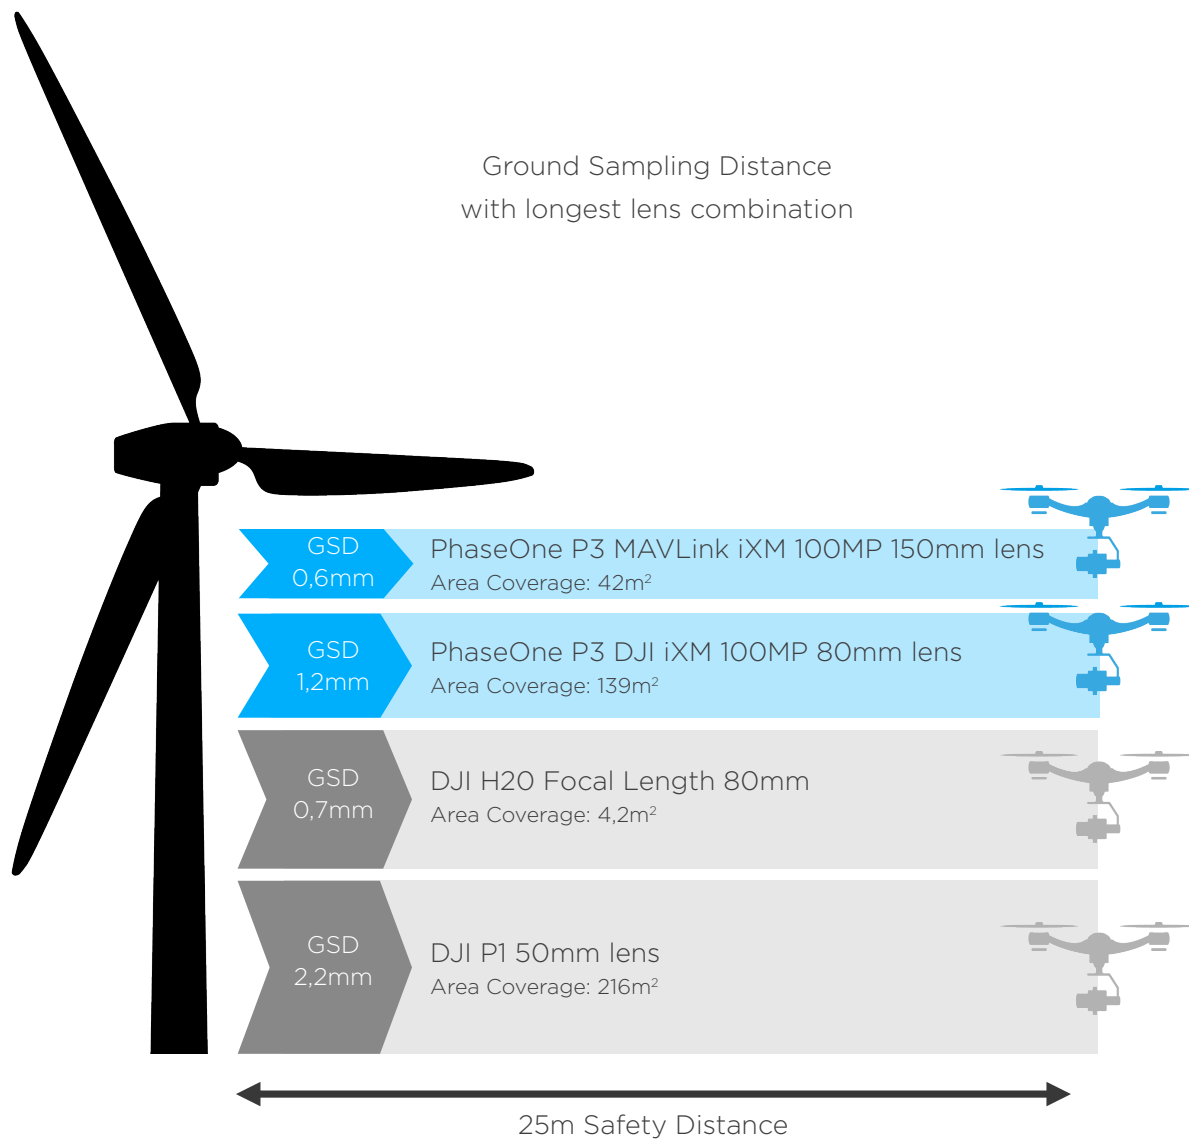 Ground Sampling Distance
with longest lens combination
GSD
0,6mm
PhaseOne P3 MAVLink iXM 100MP 150mm lens
Area Coverage: 42m²
GSD
1,2mm
PhaseOne P3 DJI iXM 100MP 80mm lens
Area Coverage: 139m²
GSD
0,7mm
DJI H20 Focal Length 80mm
Area Coverage: 4,2m²
GSD
2,2mm
DJI P1 50mm lens
Area Coverage: 216m²
25m Safety Distance